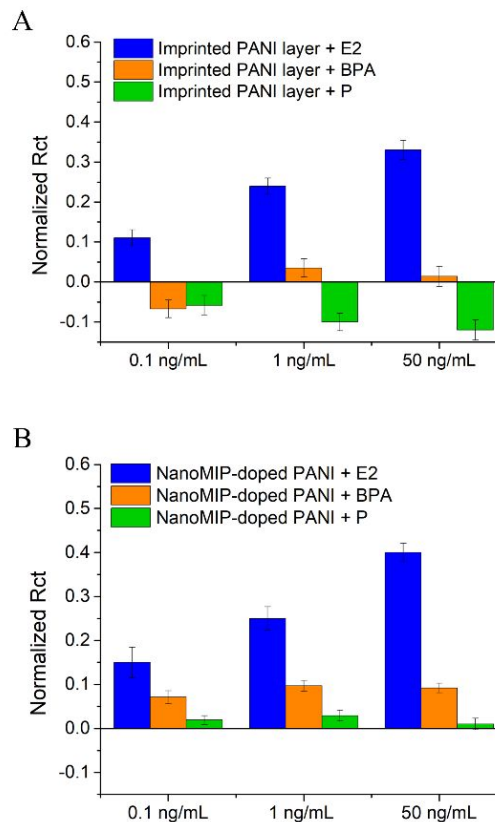 A
Imprinted PANI layer + E2
Imprinted PANI layer + BPA
Imprinted PANI layer + P
0.6
0.5
0.4
0.3
0.2
0.1
0.0
-0.1
Normalized Rct
0.1 ng/mL 1 ng/mL 50 ng/mL
B
NanoMIP-doped PANI + E2
NanoMIP-doped PANI + BPA
NanoMIP-doped PANI + P
0.6
0.5
0.4
0.3
0.2
0.1
0.0
-0.1
Normalized Rct
0.1 ng/mL 1 ng/mL 50 ng/mL